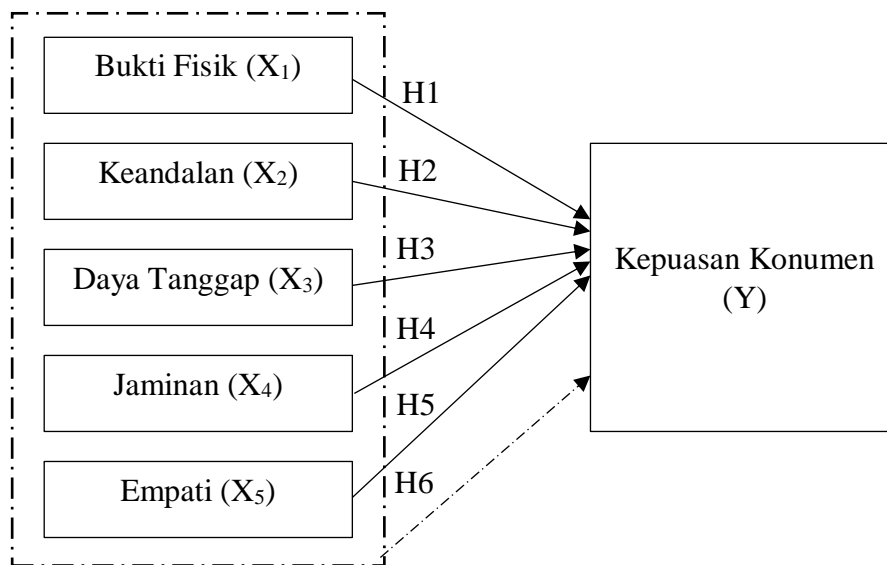 Bukti Fisik (X₁)
H1
Keandalan (X₂)
H2
Daya Tanggap (X₃)
H3
Kepuasan Konumen
(Y)
Jaminan (X₄)
H4
Empati (X₅)
H5
H6